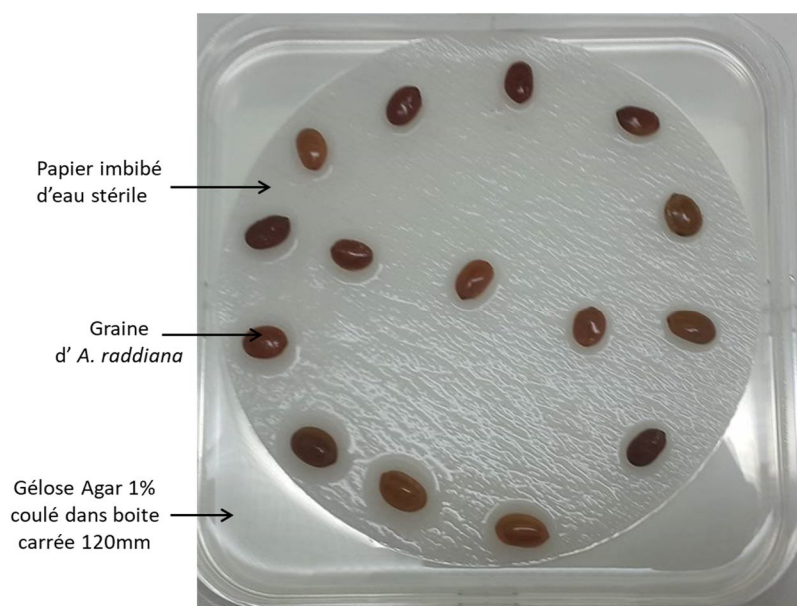 Papier imbibé
d'eau stérile
Graine
d' A. raddiana
Gélose Agar 1%
coulé dans boite
carrée 120mm